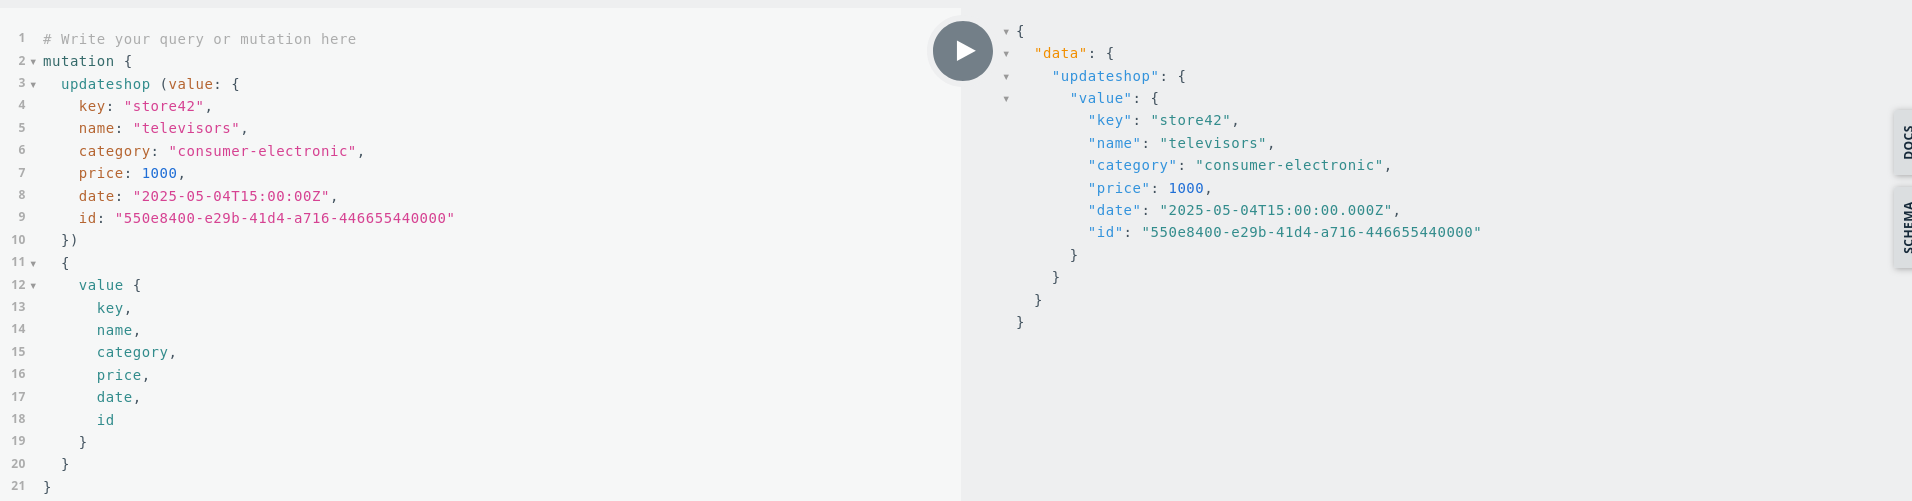 1 # Write your query or mutation here
2 mutation {
3 updateshop (value: {
4 key: "store42",
5 name: "televisors",
6 category: "consumer-electronic",
7 price: 1000,
8 date: "2025-05-04T15:00:00Z",
9 id: "550e8400-e29b-41d4-a716-446655440000"
10 })
11 {
12 value {
13 key,
14 name,
15 category,
16 price,
17 date,
18 id
19 }
20 }
21 }
{
"data": {
"updateshop": {
"value": {
"key": "store42",
"name": "televisors",
"category": "consumer-electronic",
"price": 1000,
"date": "2025-05-04T15:00:00.000Z",
"id": "550e8400-e29b-41d4-a716-446655440000"
}
}
}
}
DOCS
SCHEMA